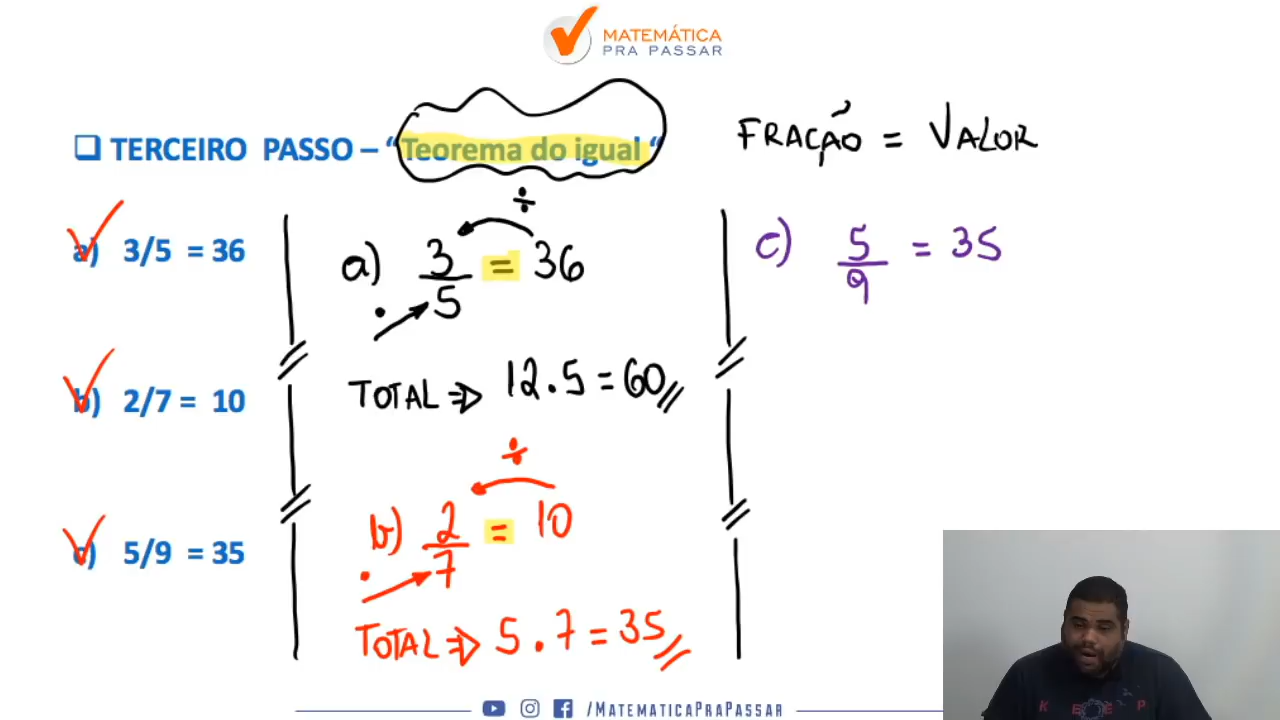 MATEMÁTICA
PRA PASSAR
TERCEIRO PASSO – “Teorema do igual “
FRAÇÃO = VALOR
a) 3/5 = 36
b) 2/7 = 10
c) 5/9 = 35
÷
a) 3/5 = 36
TOTAL ⇒ 12.5 = 60//
÷
b) 2/7 = 10
TOTAL ⇒ 5.7 = 35//
c) 5/9 = 35
K E E P
/MATEMATICAPRAPASSAR